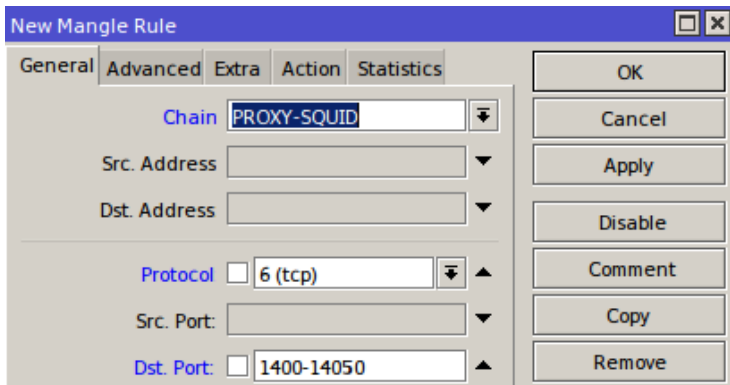 New Mangle Rule
General Advanced Extra Action Statistics
Chain PROXY-SQUID
Src. Address
Dst. Address
Protocol 6 (tcp)
Src. Port:
Dst. Port: 1400-14050
OK
Cancel
Apply
Disable
Comment
Copy
Remove